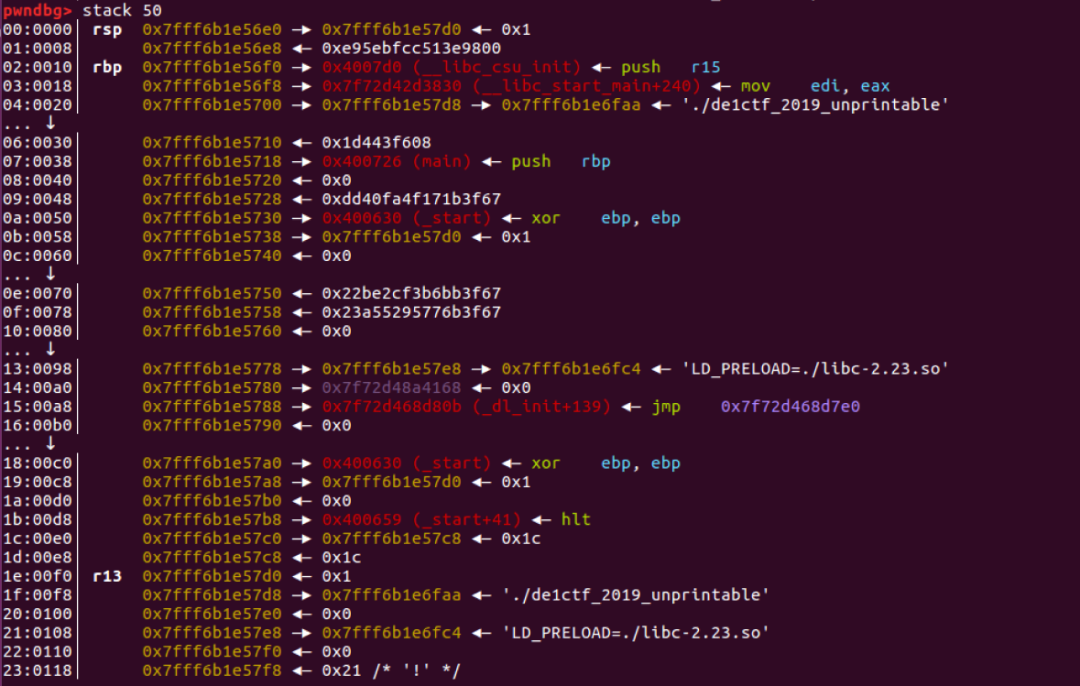 pwndbg> stack 50
00:0000│ rsp 0x7fff6b1e56e0 —▸ 0x7fff6b1e57d0 ◂— 0x1
01:0008│ 0x7fff6b1e56e8 ◂— 0xe95ebfcc513e9800
02:0010│ rbp 0x7fff6b1e56f0 —▸ 0x4007d0 (__libc_csu_init) ◂— push r15
03:0018│ 0x7fff6b1e56f8 —▸ 0x7f72d42d3830 (__libc_start_main+240) ◂— mov edi, eax
04:0020│ 0x7fff6b1e5700 —▸ 0x7fff6b1e57d8 —▸ 0x7fff6b1e6faa ◂— './de1ctf_2019_unprintable'
... ↓
06:0030│ 0x7fff6b1e5710 ◂— 0x1d443f608
07:0038│ 0x7fff6b1e5718 —▸ 0x400726 (main) ◂— push rbp
08:0040│ 0x7fff6b1e5720 ◂— 0x0
09:0048│ 0x7fff6b1e5728 ◂— 0xdd40fa4f171b3f67
0a:0050│ 0x7fff6b1e5730 —▸ 0x400630 (_start) ◂— xor ebp, ebp
0b:0058│ 0x7fff6b1e5738 —▸ 0x7fff6b1e57d0 ◂— 0x1
0c:0060│ 0x7fff6b1e5740 ◂— 0x0
... ↓
0e:0070│ 0x7fff6b1e5750 ◂— 0x22be2cf3b6bb3f67
0f:0078│ 0x7fff6b1e5758 ◂— 0x23a55295776b3f67
10:0080│ 0x7fff6b1e5760 ◂— 0x0
... ↓
13:0098│ 0x7fff6b1e5778 —▸ 0x7fff6b1e57e8 —▸ 0x7fff6b1e6fc4 ◂— 'LD_PRELOAD=./libc-2.23.so'
14:00a0│ 0x7fff6b1e5780 —▸ 0x7f72d48a4168 ◂— 0x0
15:00a8│ 0x7fff6b1e5788 —▸ 0x7f72d468d80b (_dl_init+139) ◂— jmp 0x7f72d468d7e0
16:00b0│ 0x7fff6b1e5790 ◂— 0x0
... ↓
18:00c0│ 0x7fff6b1e57a0 —▸ 0x400630 (_start) ◂— xor ebp, ebp
19:00c8│ 0x7fff6b1e57a8 —▸ 0x7fff6b1e57d0 ◂— 0x1
1a:00d0│ 0x7fff6b1e57b0 ◂— 0x0
1b:00d8│ 0x7fff6b1e57b8 —▸ 0x400659 (_start+41) ◂— hlt
1c:00e0│ 0x7fff6b1e57c0 —▸ 0x7fff6b1e57c8 ◂— 0x1c
1d:00e8│ 0x7fff6b1e57c8 ◂— 0x1c
1e:00f0│ r13 0x7fff6b1e57d0 ◂— 0x1
1f:00f8│ 0x7fff6b1e57d8 —▸ 0x7fff6b1e6faa ◂— './de1ctf_2019_unprintable'
20:0100│ 0x7fff6b1e57e0 ◂— 0x0
21:0108│ 0x7fff6b1e57e8 —▸ 0x7fff6b1e6fc4 ◂— 'LD_PRELOAD=./libc-2.23.so'
22:0110│ 0x7fff6b1e57f0 ◂— 0x0
23:0118│ 0x7fff6b1e57f8 ◂— 0x21 /* '!' */